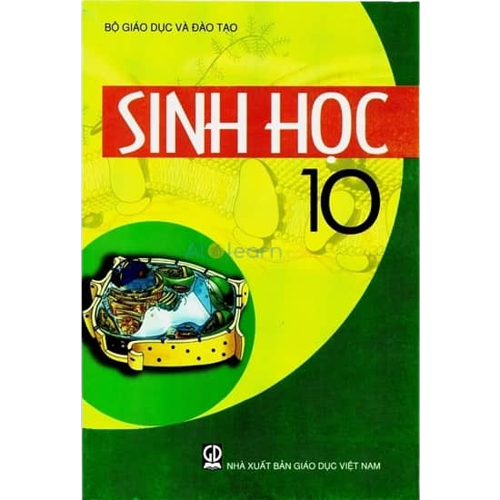 BỘ GIÁO DỤC VÀ ĐÀO TẠO
SINH HỌC
10
GD
NHÀ XUẤT BẢN GIÁO DỤC VIỆT NAM